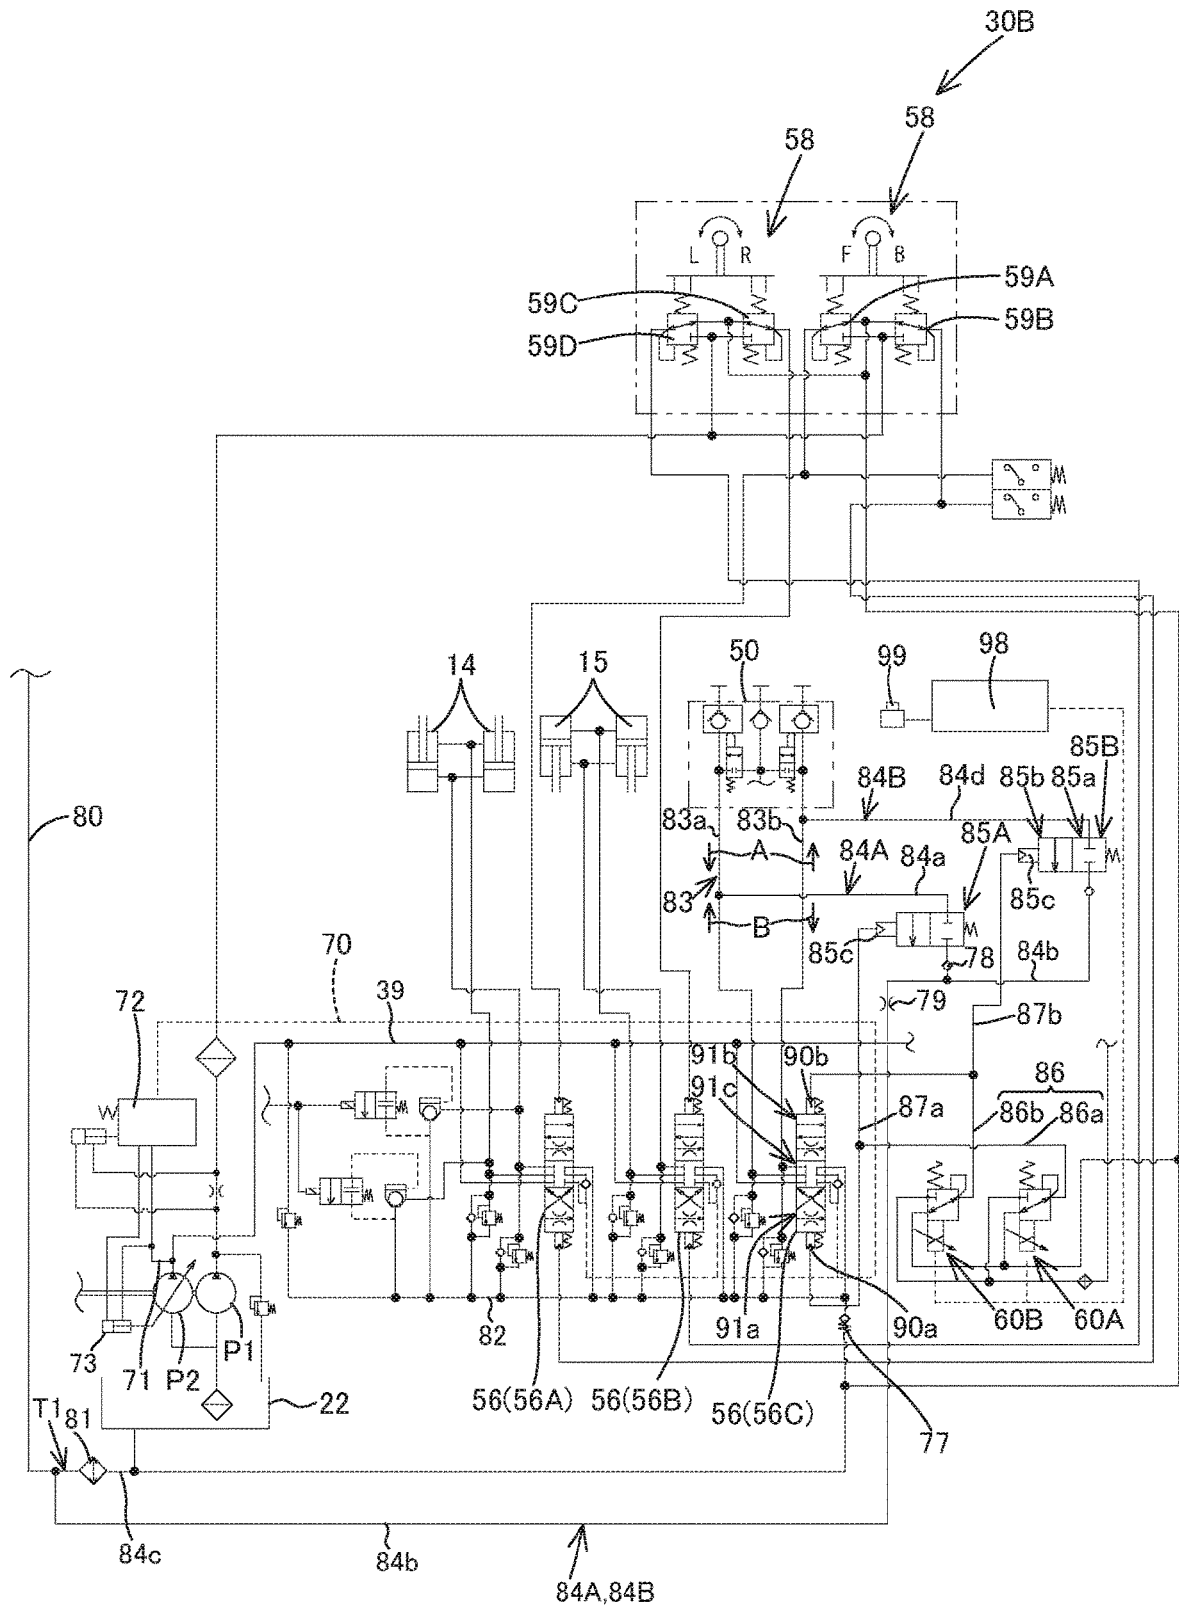 30B
58
58
L R
F B
59A
59C
59B
59D
14
15
50
99
98
85B
85b 85a
84B
84d
80
83a
83b
A
85A
84A
84a
83
85c
B
85c
78
84b
70
72
39
79
87b
91b
90b
91c
86
86b
86a
87a
82
91a
90a
60B
60A
73
71
P2
P1
22
56(56A)
56(56B)
56(56C)
77
T1
81
84c
84b
84A,84B